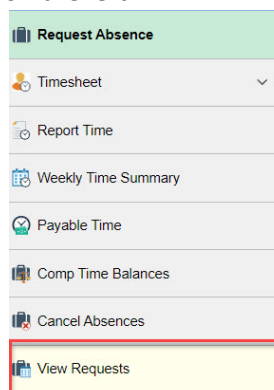 Request Absence
Timesheet
Report Time
Weekly Time Summary
Payable Time
Comp Time Balances
Cancel Absences
View Requests